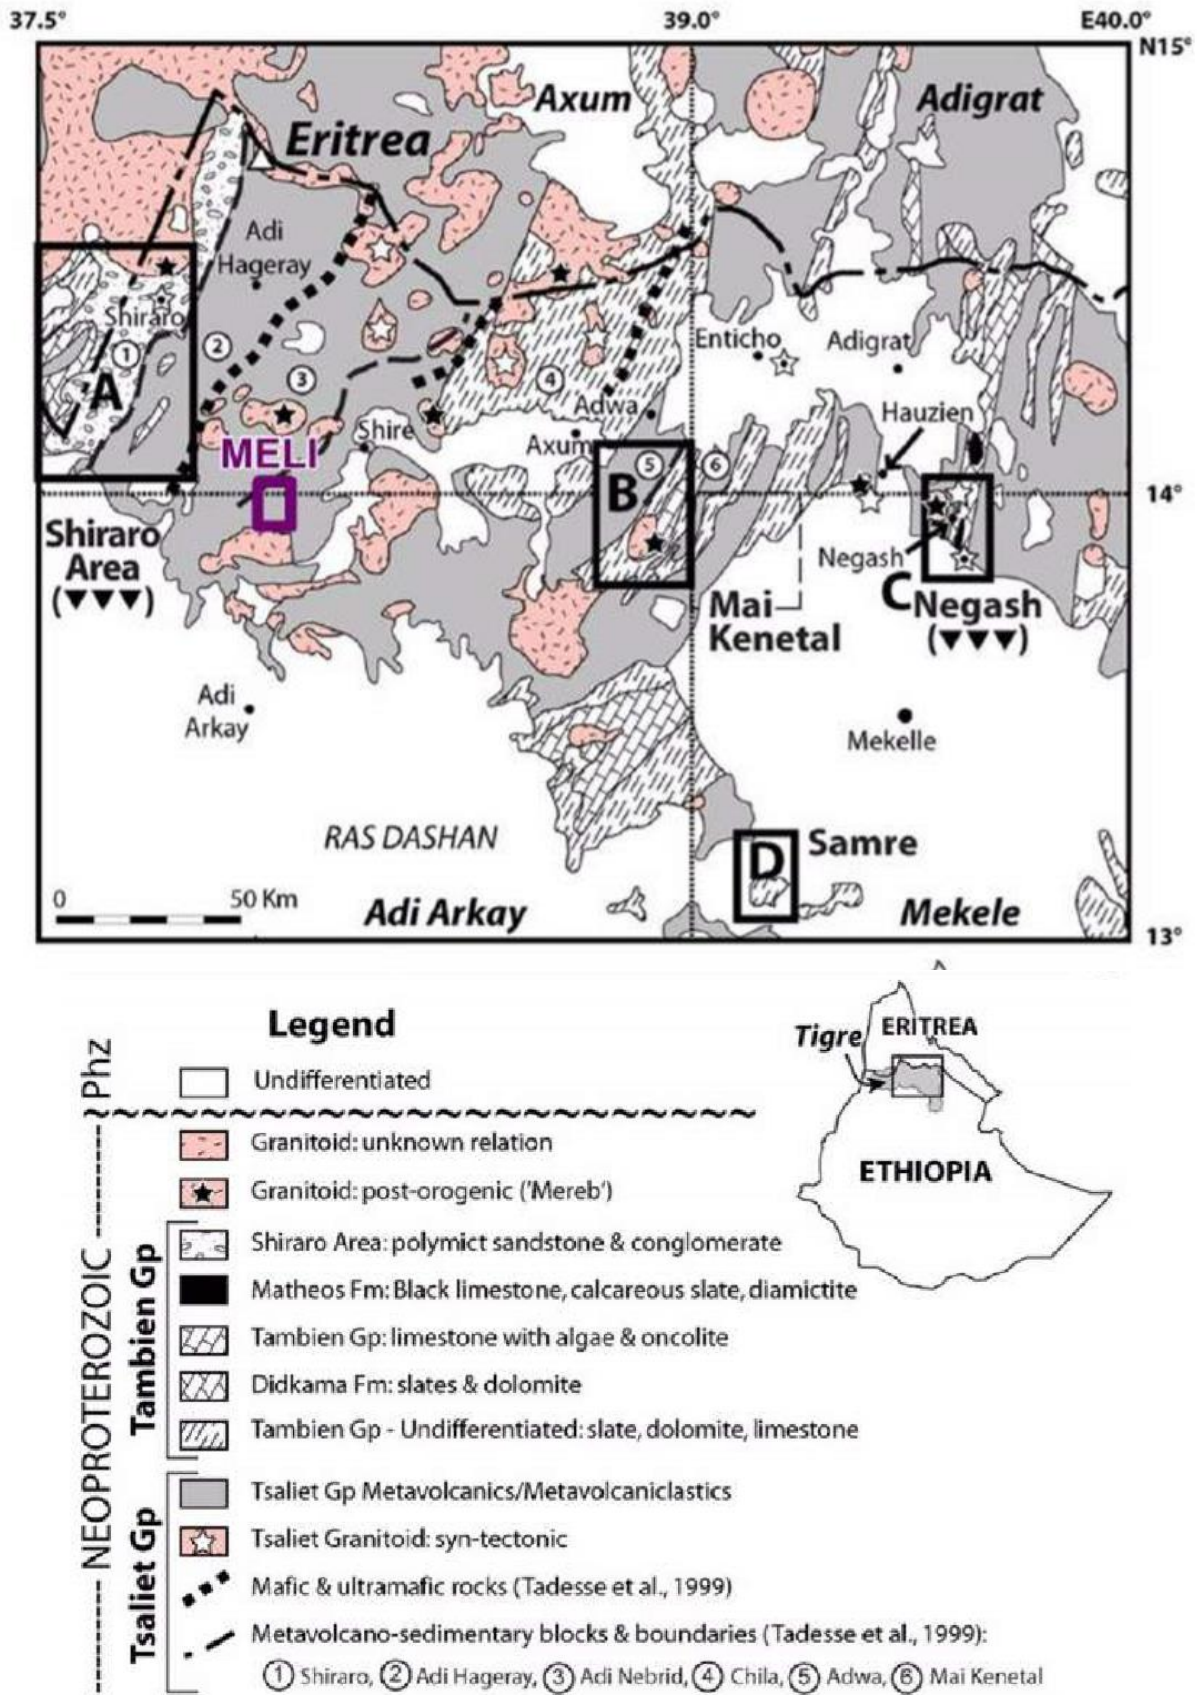 37.5° 39.0° E40.0°
N15°
Axum
Adigrat
Eritrea
Adi
Hageray
Shiraro
1
2
3
4
A
Enticho
Adigrat
Adwa
Hauzien
Shire
Axum
MELI
B
5
6
14°
Shiraro
Area
(▼▼▼)
Negash
C
Negash
(▼▼▼)
Mai
Kenetal
Adi
Arkay
Mekelle
RAS DASHAN
D
Samre
0 50 Km
Adi Arkay
Mekele
13°
Legend
Phz
Undifferentiated
Granitoid: unknown relation
Granitoid: post-orogenic ('Mereb')
Shiraro Area: polymict sandstone & conglomerate
Matheos Fm: Black limestone, calcareous slate, diamictite
Tambien Gp: limestone with algae & oncolite
Didkama Fm: slates & dolomite
Tambien Gp - Undifferentiated: slate, dolomite, limestone
Tsaliet Gp Metavolcanics/Metavolcaniclastics
Tsaliet Granitoid: syn-tectonic
Mafic & ultramafic rocks (Tadesse et al., 1999)
Metavolcano-sedimentary blocks & boundaries (Tadesse et al., 1999):
1 Shiraro, 2 Adi Hageray, 3 Adi Nebrid, 4 Chila, 5 Adwa, 6 Mai Kenetal
NEOPROTEROZOIC
Tambien Gp
Tsaliet Gp
Tigre
ERITREA
ETHIOPIA